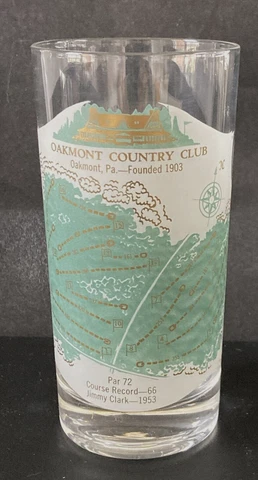 OAKMONT COUNTRY CLUB
Oakmont, Pa.—Founded 1903
Par 72
Course Record—66
Jimmy Clark—1953